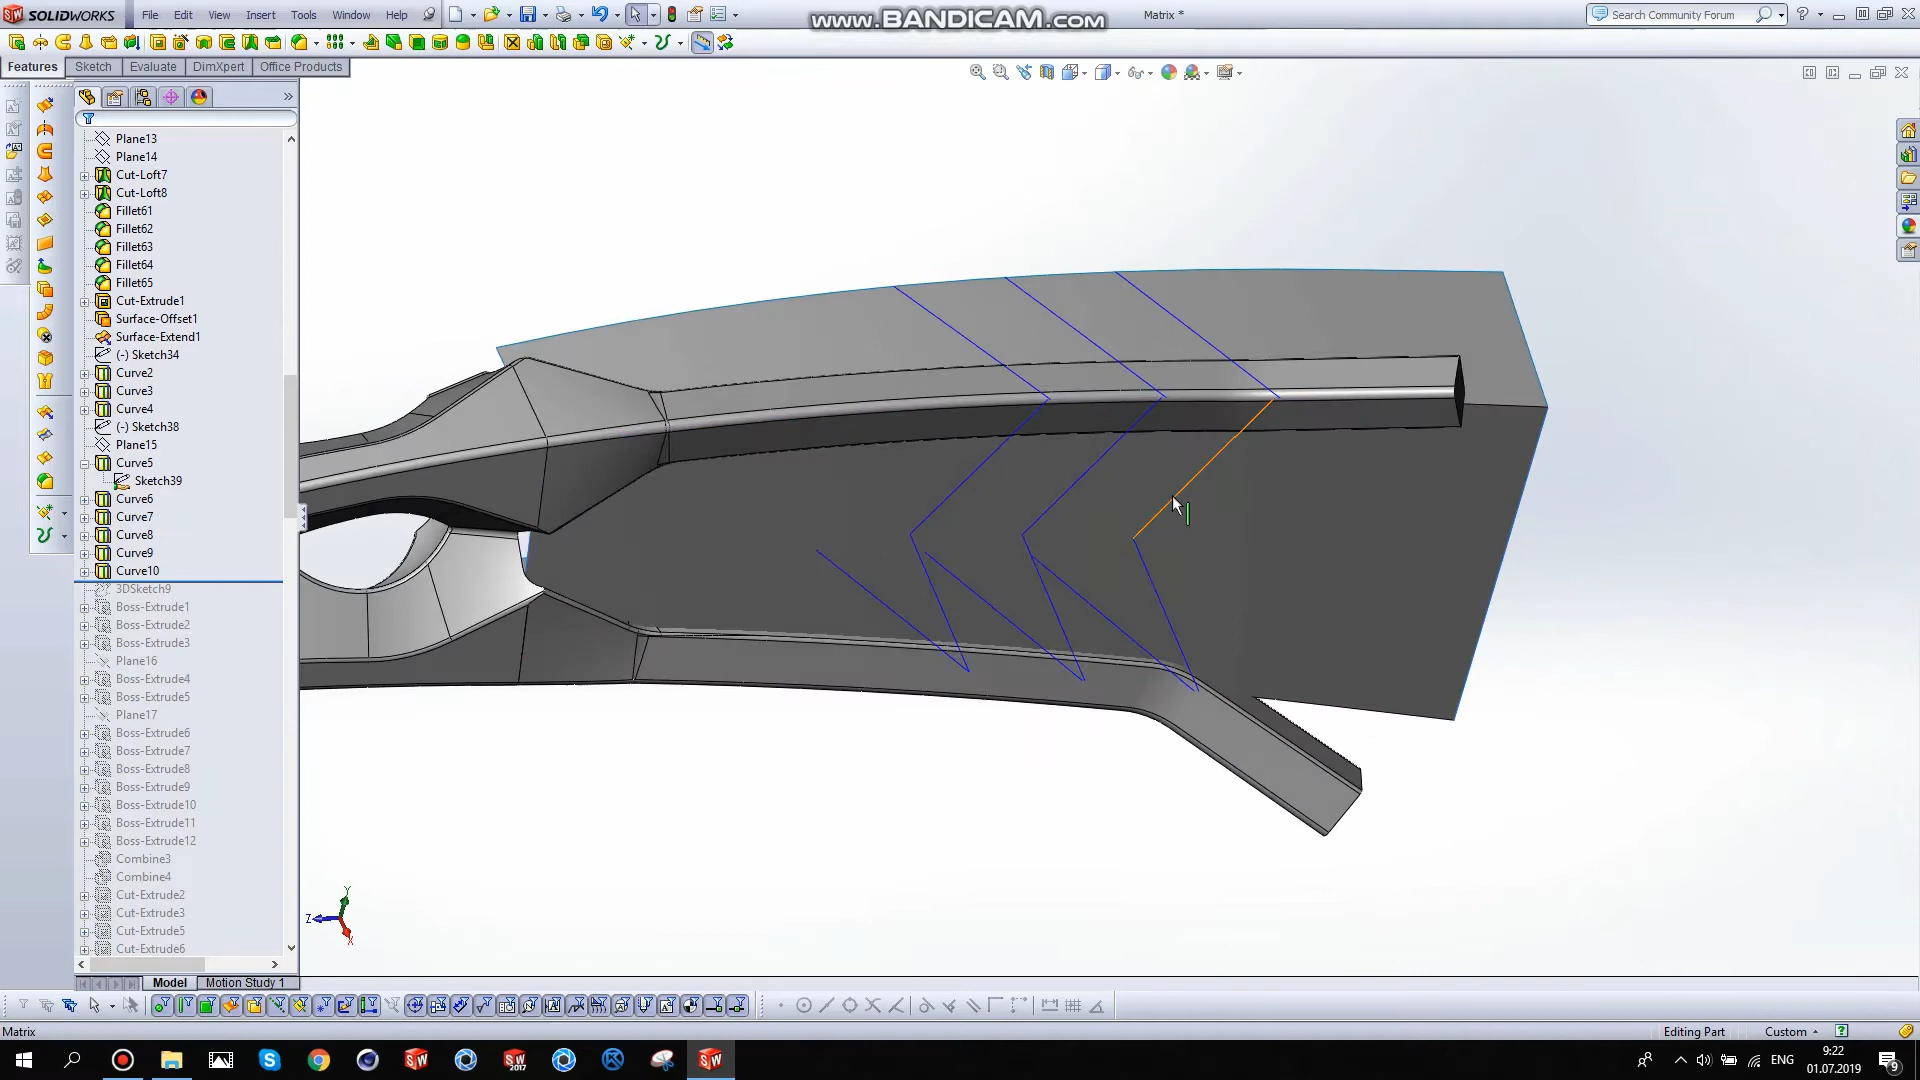 SOLIDWORKS
File Edit View Insert Tools Window Help
www.BANDICAM.com
Matrix *
Search Community Forum
Features Sketch Evaluate DimXpert Office Products
Plane13
Plane14
Cut-Loft7
Cut-Loft8
Fillet61
Fillet62
Fillet63
Fillet64
Fillet65
Cut-Extrude1
Surface-Offset1
Surface-Extend1
(-) Sketch34
Curve2
Curve3
Curve4
(-) Sketch38
Plane15
Curve5
Sketch39
Curve6
Curve7
Curve8
Curve9
Curve10
3DSketch9
Boss-Extrude1
Boss-Extrude2
Boss-Extrude3
Plane16
Boss-Extrude4
Boss-Extrude5
Plane17
Boss-Extrude6
Boss-Extrude7
Boss-Extrude8
Boss-Extrude9
Boss-Extrude10
Boss-Extrude11
Boss-Extrude12
Combine3
Combine4
Cut-Extrude2
Cut-Extrude3
Cut-Extrude5
Cut-Extrude6
Y
Z
X
Model Motion Study 1
Matrix
Editing Part
Custom
ENG
9:22
01.07.2019